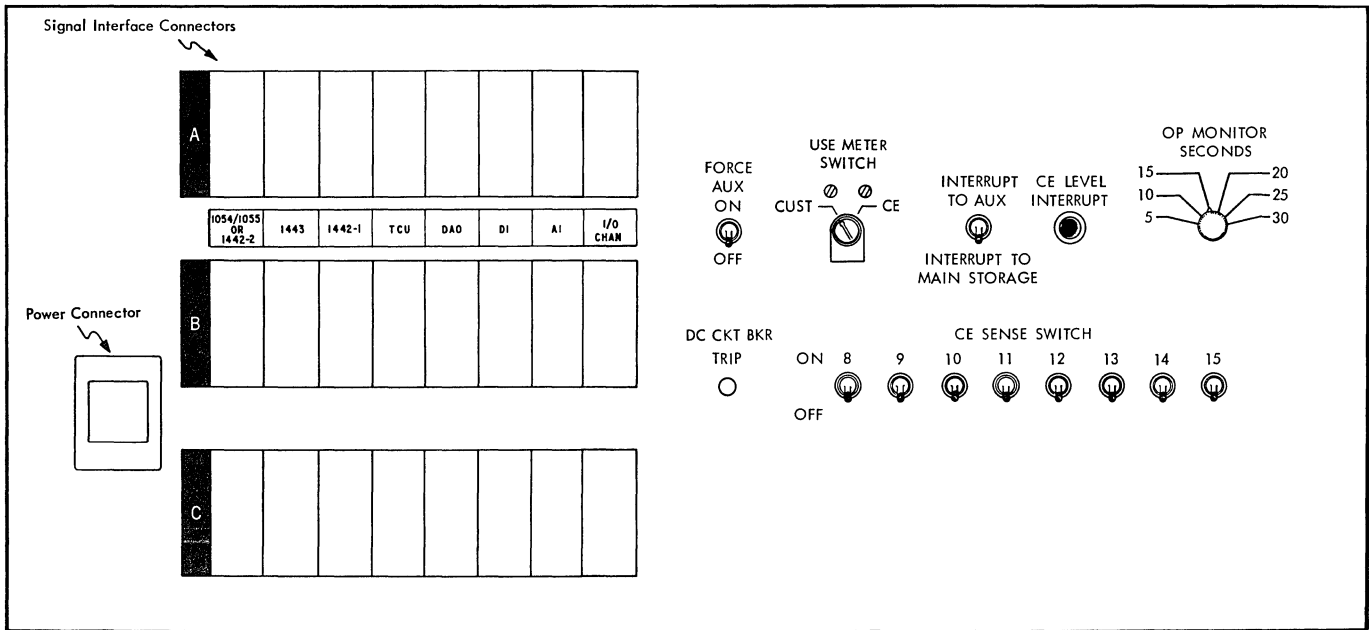 Signal Interface Connectors
A
1054/1055
OR
1442-2
1443
1442-1
TCU
DAO
DI
AI
I/O
CHAN
B
Power Connector
C
FORCE
AUX
ON
OFF
USE METER
SWITCH
CUST
CE
INTERRUPT
TO AUX
INTERRUPT TO
MAIN STORAGE
CE LEVEL
INTERRUPT
OP MONITOR
SECONDS
15
20
10
25
5
30
DC CKT BKR
TRIP
CE SENSE SWITCH
ON 8 9 10 11 12 13 14 15
OFF